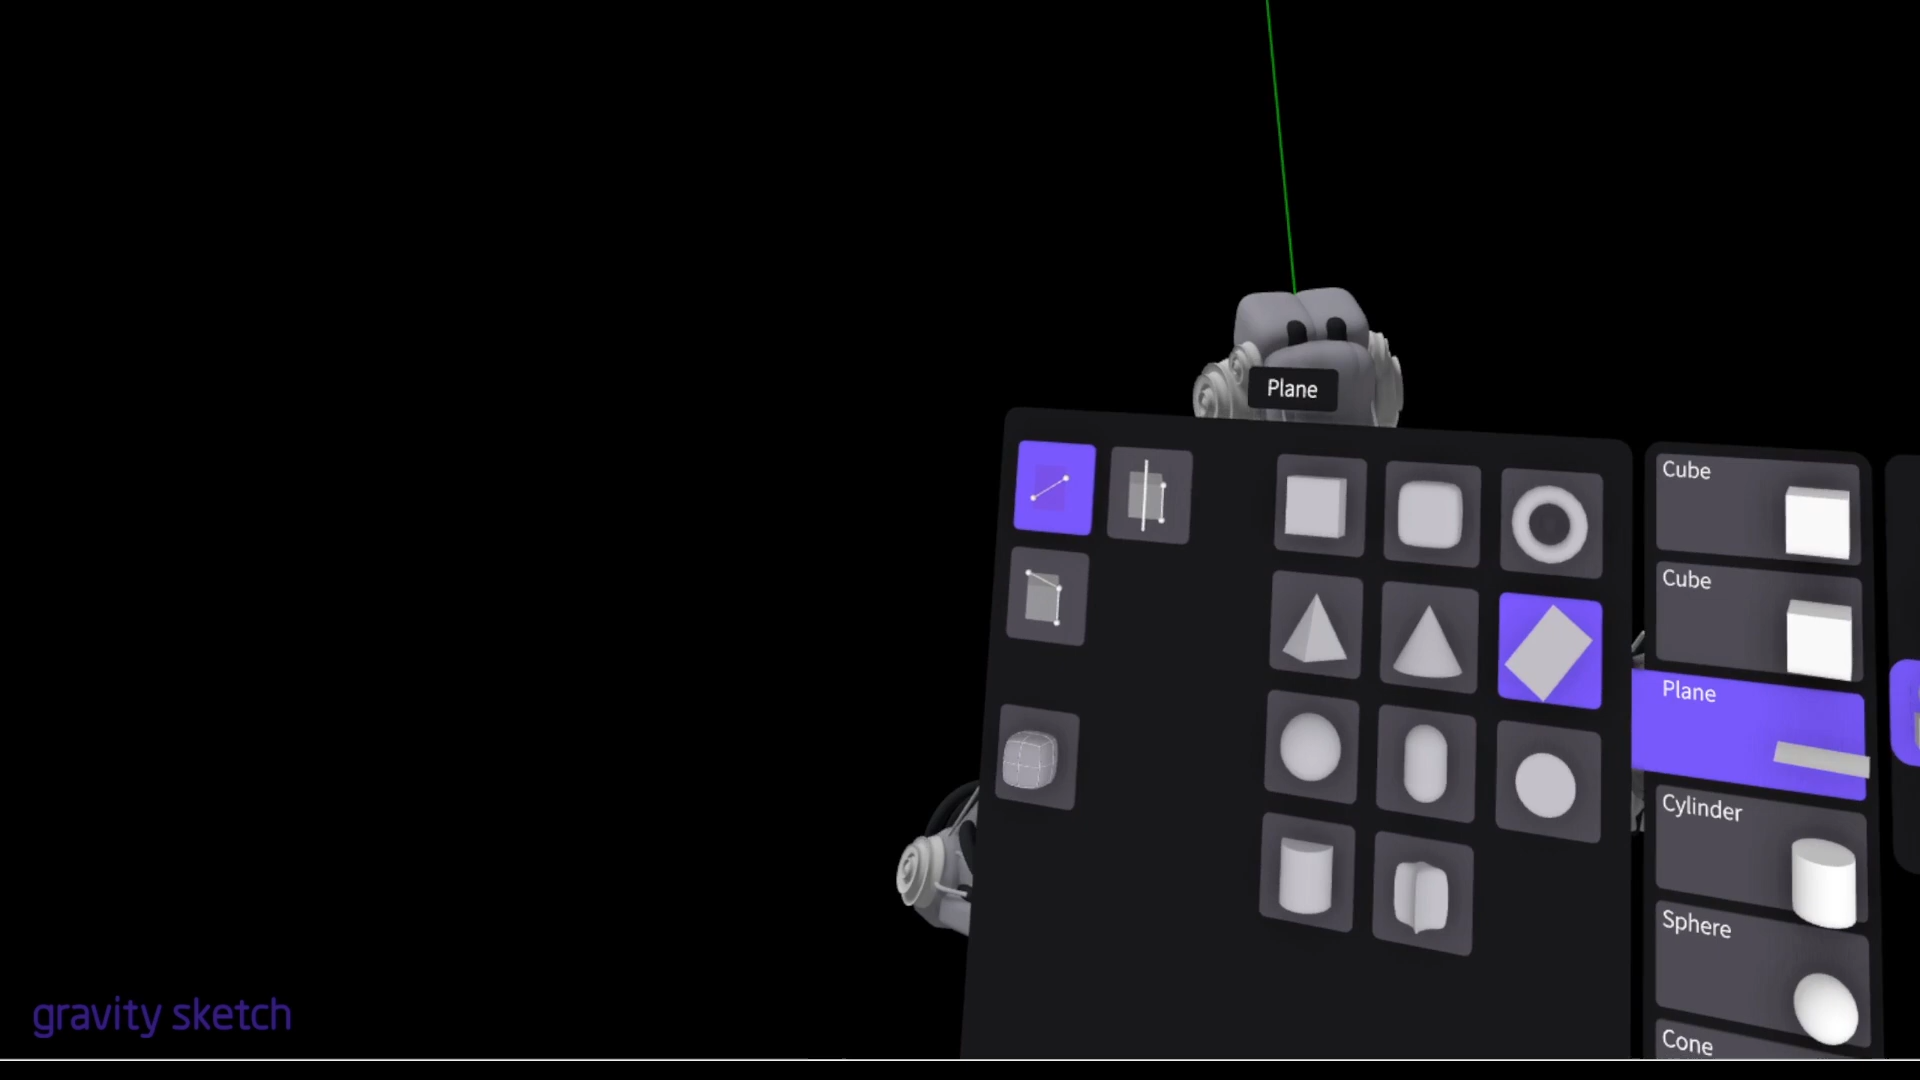 Plane
Cube
Cube
Plane
Cylinder
Sphere
Cone
gravity sketch